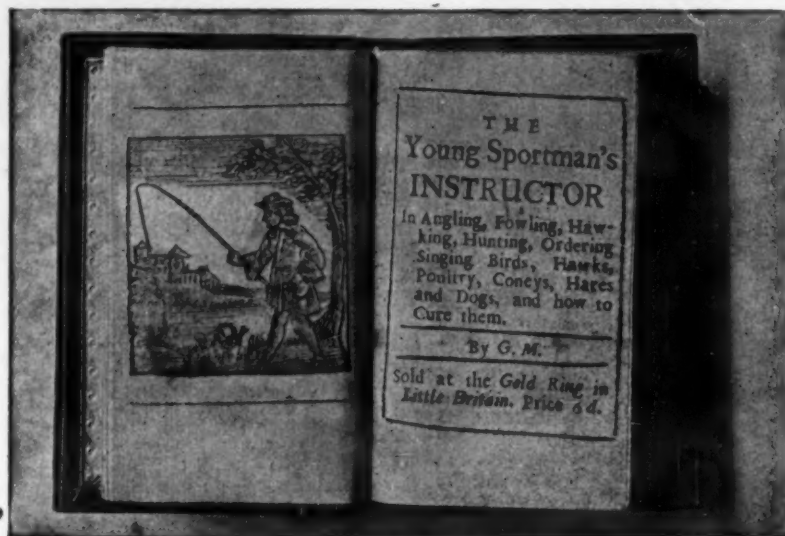 THE
Young Sportman's
INSTRUCTOR
In Angling, Fowling, Haw-
king, Hunting, Ordering
Singing Birds, Hawks,
Poultry, Coneys, Hares
and Dogs, and how to
Cure them.
By G. M.
Sold at the Gold Ring in
Little Britain. Price 6d.